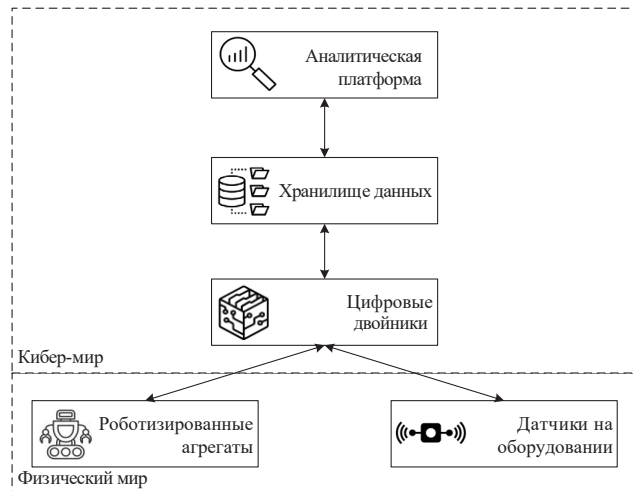 Аналитическая
платформа
Хранилище данных
Цифровые
двойники
Кибер-мир
Роботизированные
агрегаты
Датчики на
оборудовании
Физический мир